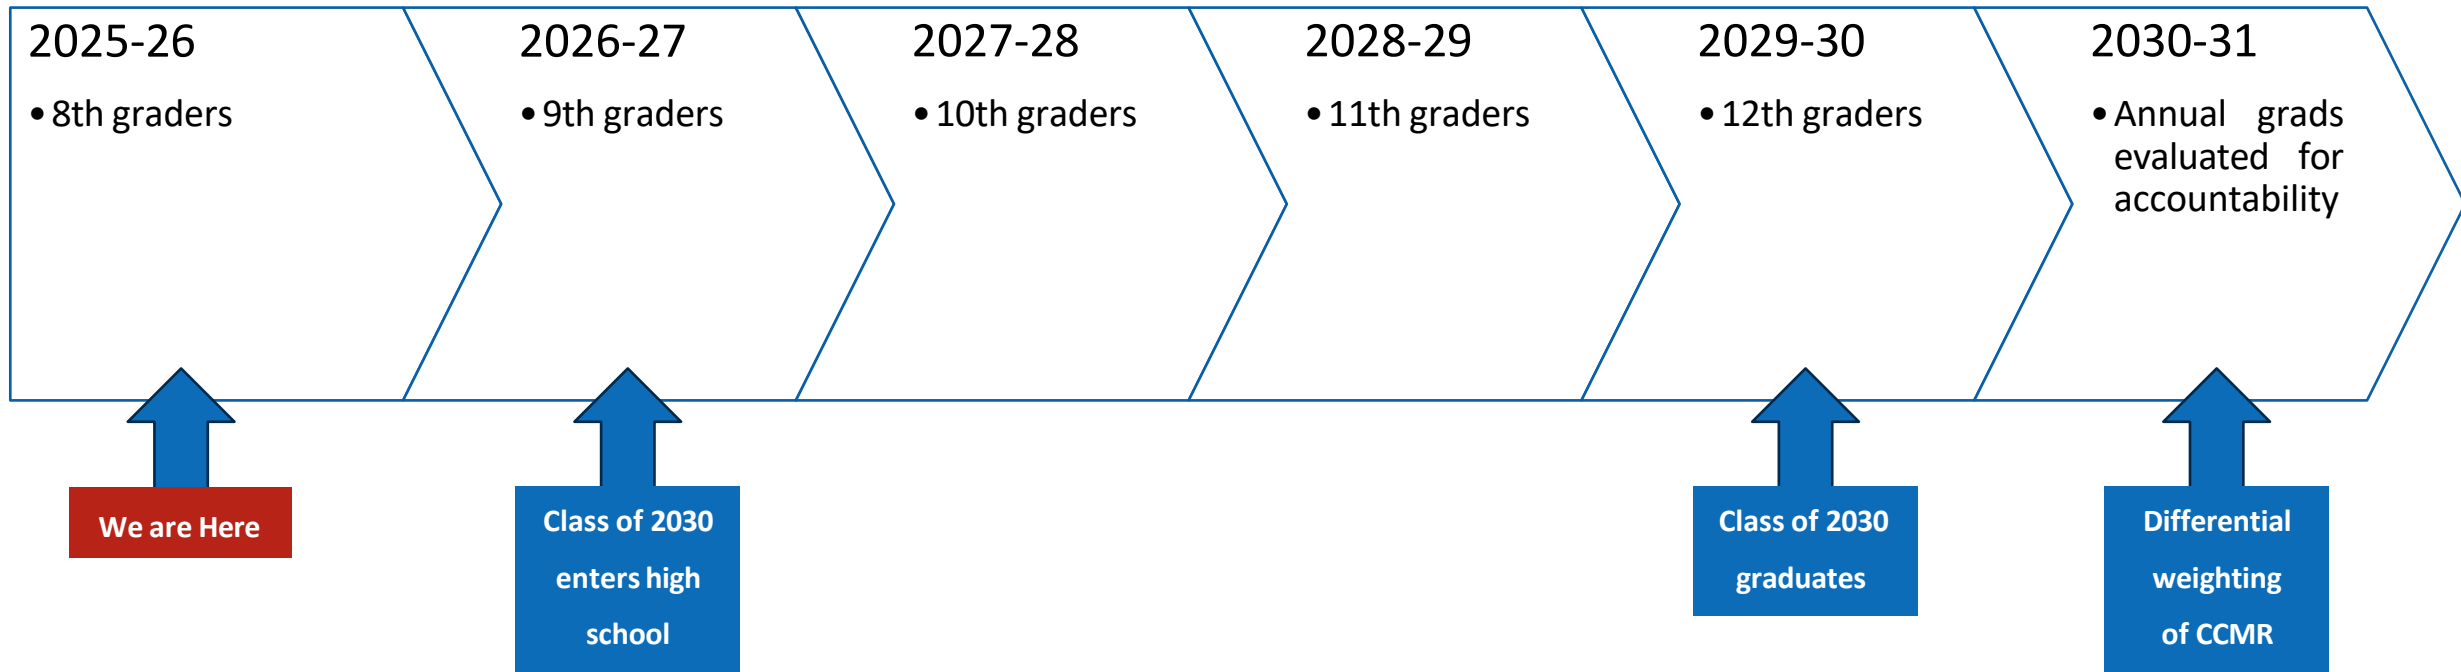 2025-26
• 8th graders
2026-27
• 9th graders
2027-28
• 10th graders
2028-29
• 11th graders
2029-30
• 12th graders
2030-31
• Annual grads
evaluated for
accountability
We are Here
Class of 2030
enters high
school
Class of 2030
graduates
Differential
weighting
of CCMR